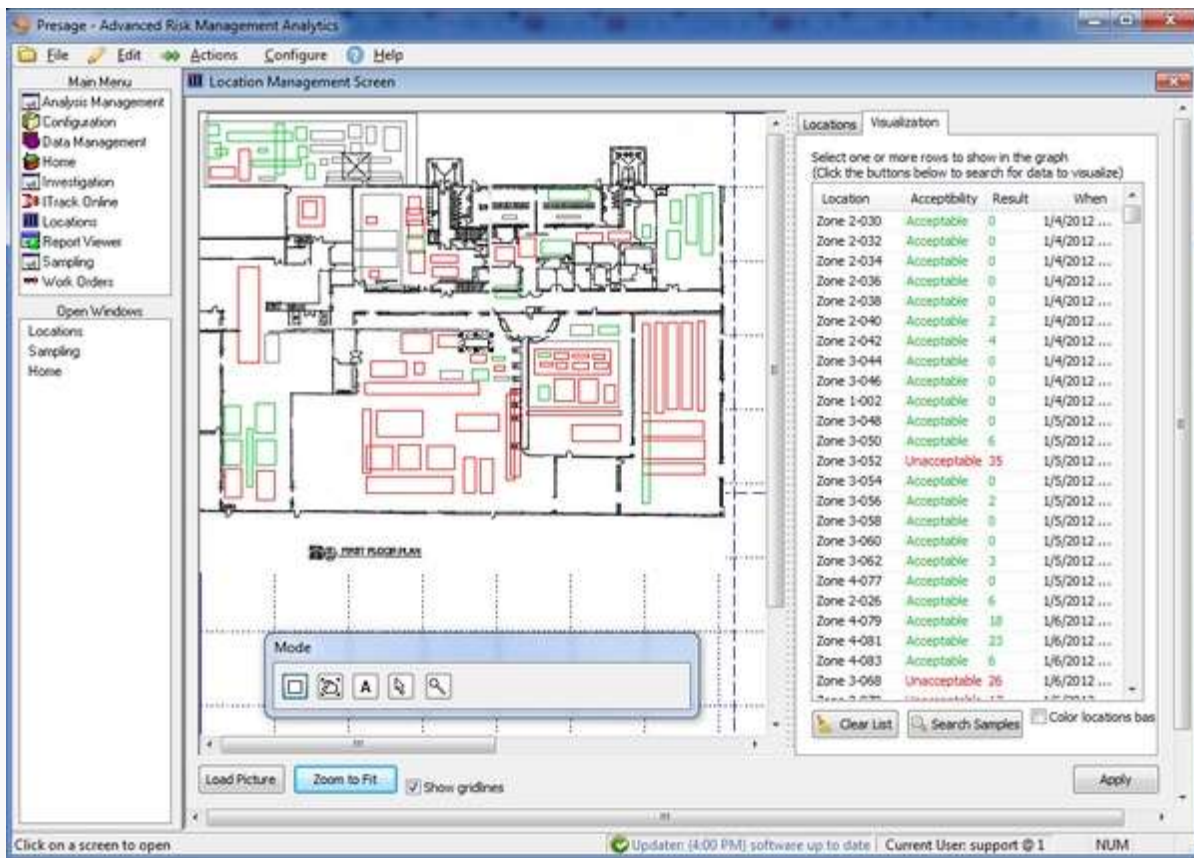 Presage - Advanced Risk Management Analytics
File Edit Actions Configure Help
Main Menu
Analysis Management
Configuration
Data Management
Home
Investigation
ITrack Online
Locations
Report Viewer
Sampling
Work Orders
Open Windows
Locations
Sampling
Home
Location Management Screen
FIRST FLOOR PLAN
Mode
A
Load Picture Zoom to Fit Show gridlines
Locations Visualization
Select one or more rows to show in the graph
(Click the buttons below to search for data to visualize)
Location Acceptibility Result When
Zone 2-030 Acceptable 0 1/4/2012 ...
Zone 2-032 Acceptable 0 1/4/2012 ...
Zone 2-034 Acceptable 0 1/4/2012 ...
Zone 2-036 Acceptable 0 1/4/2012 ...
Zone 2-038 Acceptable 0 1/4/2012 ...
Zone 2-040 Acceptable 2 1/4/2012 ...
Zone 2-042 Acceptable 4 1/4/2012 ...
Zone 3-044 Acceptable 0 1/4/2012 ...
Zone 3-046 Acceptable 0 1/4/2012 ...
Zone 1-002 Acceptable 0 1/4/2012 ...
Zone 3-048 Acceptable 0 1/5/2012 ...
Zone 3-050 Acceptable 6 1/5/2012 ...
Zone 3-052 Unacceptable 35 1/5/2012 ...
Zone 3-054 Acceptable 0 1/5/2012 ...
Zone 3-056 Acceptable 2 1/5/2012 ...
Zone 3-058 Acceptable 0 1/5/2012 ...
Zone 3-060 Acceptable 0 1/5/2012 ...
Zone 3-062 Acceptable 3 1/5/2012 ...
Zone 4-077 Acceptable 0 1/5/2012 ...
Zone 2-026 Acceptable 6 1/5/2012 ...
Zone 4-079 Acceptable 18 1/6/2012 ...
Zone 4-081 Acceptable 23 1/6/2012 ...
Zone 4-083 Acceptable 6 1/6/2012 ...
Zone 3-068 Unacceptable 26 1/6/2012 ...
Clear List Search Samples Color locations bas
Apply
Click on a screen to open Updater: (4:00 PM) software up to date Current User: support @ 1 NUM